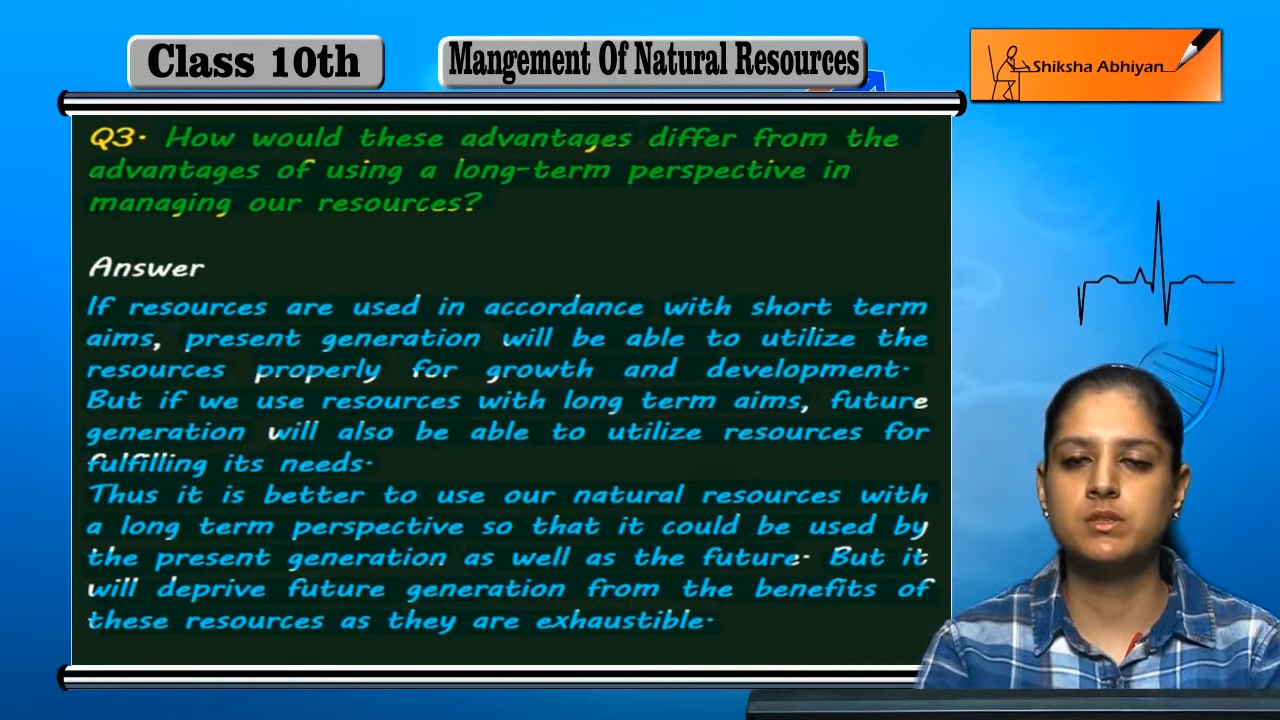 Class 10th
Mangement Of Natural Resources
Shiksha Abhiyan
Q3. How would these advantages differ from the
advantages of using a long-term perspective in
managing our resources?
Answer
If resources are used in accordance with short term
aims, present generation will be able to utilize the
resources properly for growth and development.
But if we use resources with long term aims, future
generation will also be able to utilize resources for
fulfilling its needs.
Thus it is better to use our natural resources with
a long term perspective so that it could be used by
the present generation as well as the future. But it
will deprive future generation from the benefits of
these resources as they are exhaustible.